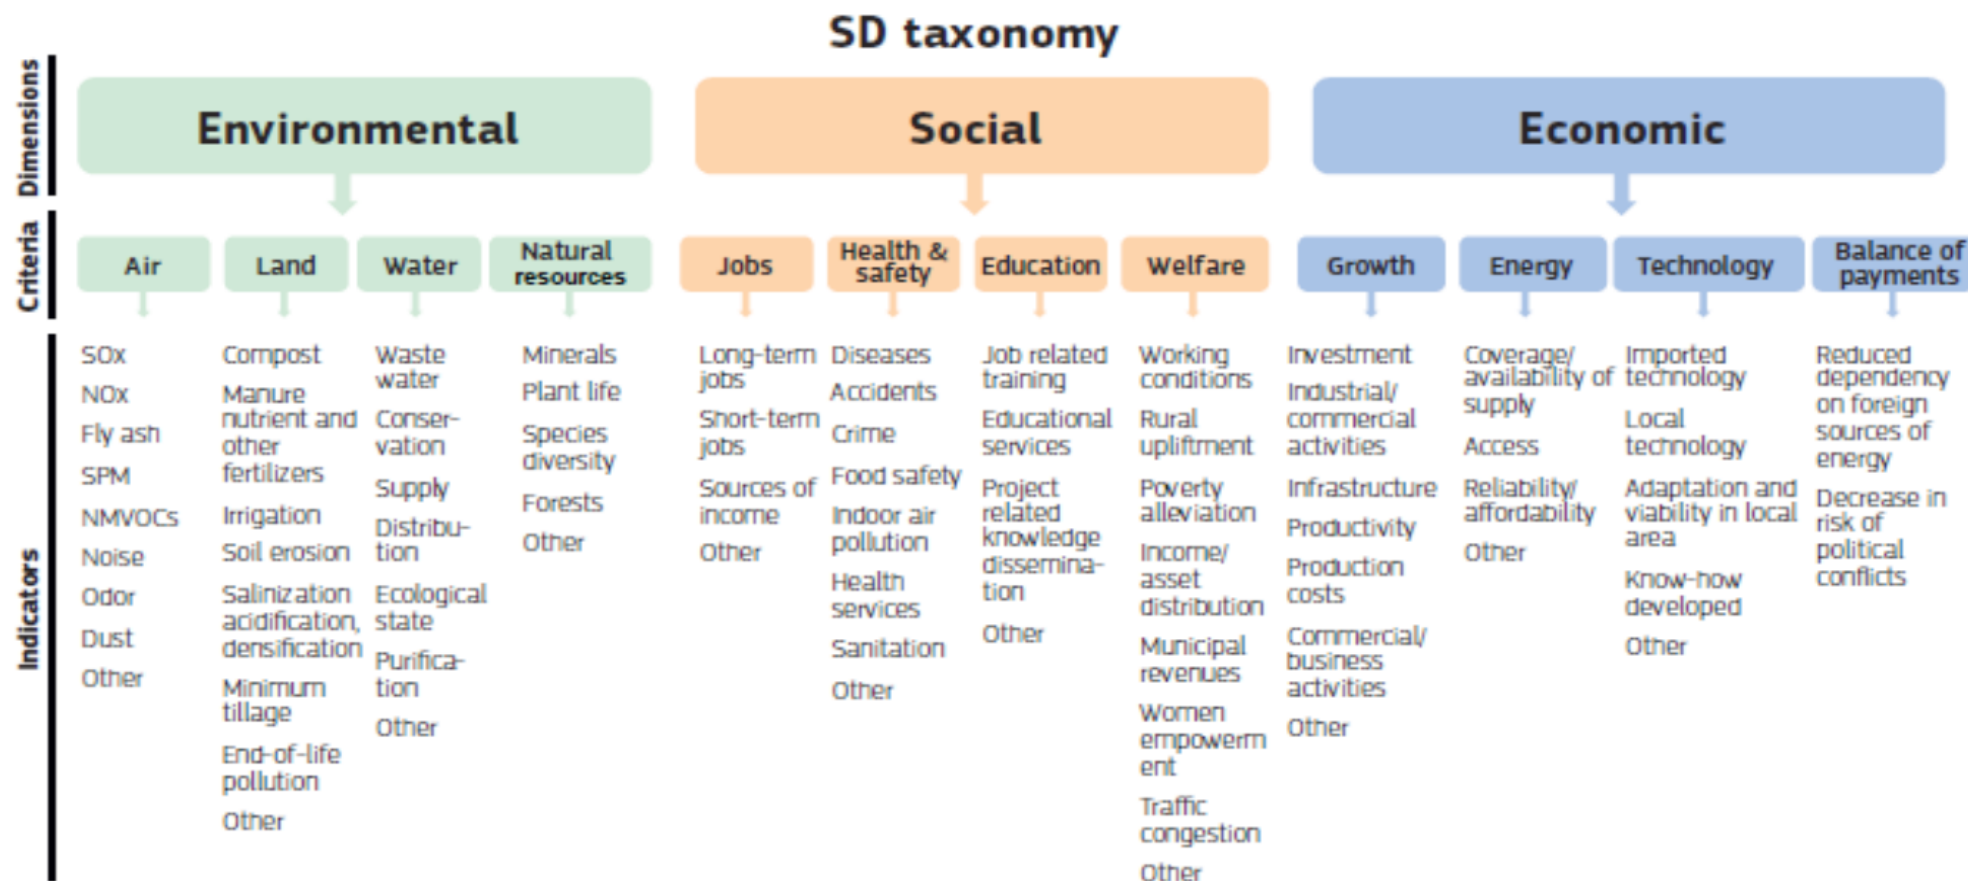 SD taxonomy
Dimensions
Environmental
Social
Economic
Criteria
Air
Land
Water
Natural
resources
Jobs
Health &
safety
Education
Welfare
Growth
Energy
Technology
Balance of
payments
Indicators
SOx
NOx
Fly ash
SPM
NMVOCs
Noise
Odor
Dust
Other
Compost
Manure
nutrient and
other
fertilizers
Irrigation
Soil erosion
Salinization
acidification,
densification
Minimum
tillage
End-of-life
pollution
Other
Waste
water
Conser-
vation
Supply
Distribu-
tion
Ecological
state
Purifica-
tion
Other
Minerals
Plant life
Species
diversity
Forests
Other
Long-term
jobs
Short-term
jobs
Sources of
income
Other
Diseases
Accidents
Crime
Food safety
Indoor air
pollution
Health
services
Sanitation
Other
Job related
training
Educational
services
Project
related
knowledge
dissemina-
tion
Other
Working
conditions
Rural
upliftment
Poverty
alleviation
Income/
asset
distribution
Municipal
revenues
Women
empowerm
ent
Traffic
congestion
Other
Investment
Industrial/
commercial
activities
Infrastructure
Productivity
Production
costs
Commercial/
business
activities
Other
Coverage/
availability of
supply
Access
Reliability/
affordability
Other
Imported
technology
Local
technology
Adaptation and
viability in local
area
Know-how
developed
Other
Reduced
dependency
on foreign
sources of
energy
Decrease in
risk of
political
conflicts